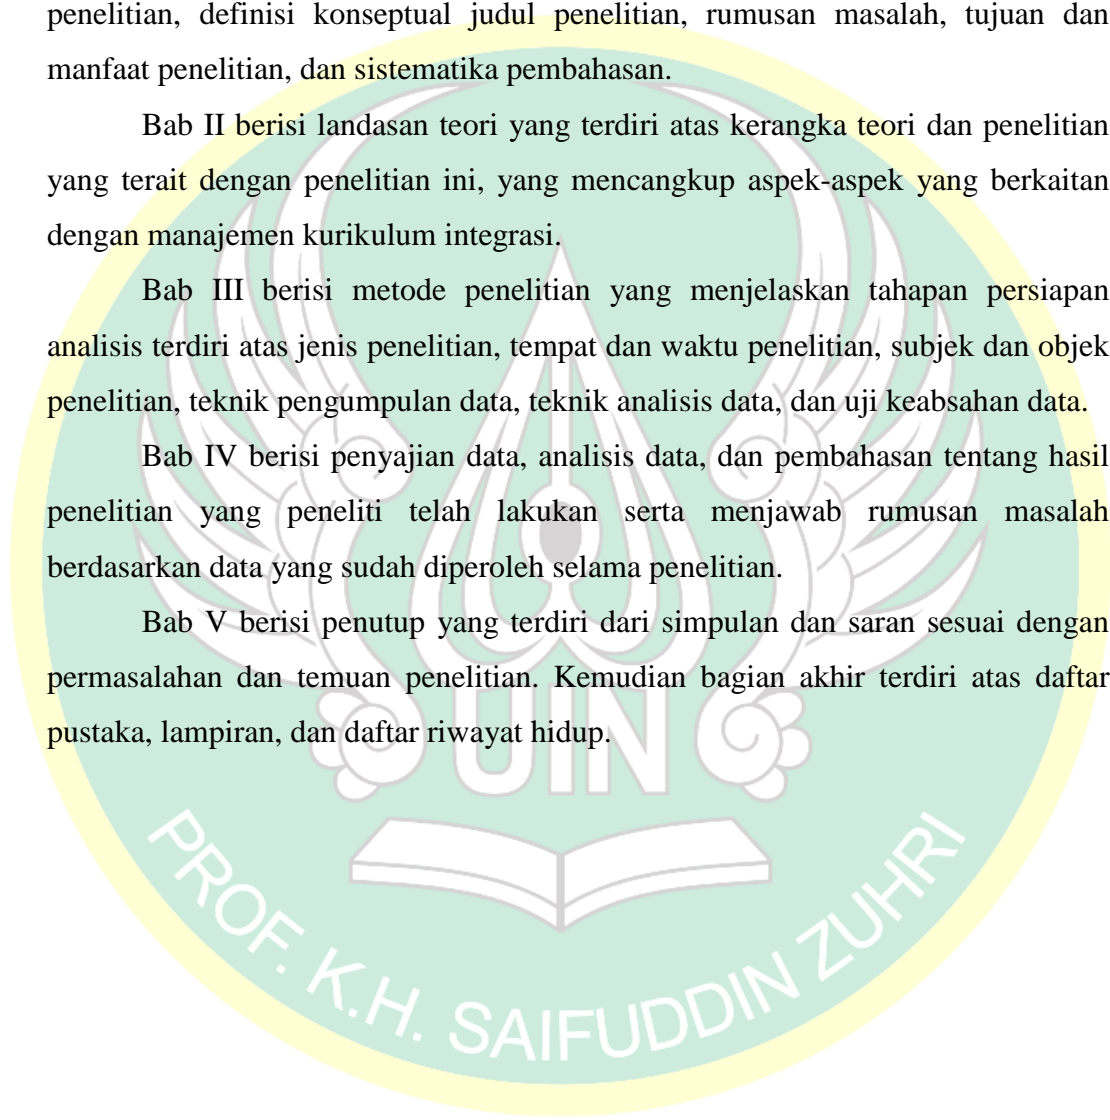 penelitian, definisi konseptual judul penelitian, rumusan masalah, tujuan dan
manfaat penelitian, dan sistematika pembahasan.
Bab II berisi landasan teori yang terdiri atas kerangka teori dan penelitian
yang terait dengan penelitian ini, yang mencangkup aspek-aspek yang berkaitan
dengan manajemen kurikulum integrasi.
Bab III berisi metode penelitian yang menjelaskan tahapan persiapan
analisis terdiri atas jenis penelitian, tempat dan waktu penelitian, subjek dan objek
penelitian, teknik pengumpulan data, teknik analisis data, dan uji keabsahan data.
Bab IV berisi penyajian data, analisis data, dan pembahasan tentang hasil
penelitian yang peneliti telah lakukan serta menjawab rumusan masalah
berdasarkan data yang sudah diperoleh selama penelitian.
Bab V berisi penutup yang terdiri dari simpulan dan saran sesuai dengan
permasalahan dan temuan penelitian. Kemudian bagian akhir terdiri atas daftar
pustaka, lampiran, dan daftar riwayat hidup.
UIN
PROF. K.H. SAIFUDDIN ZUHRI